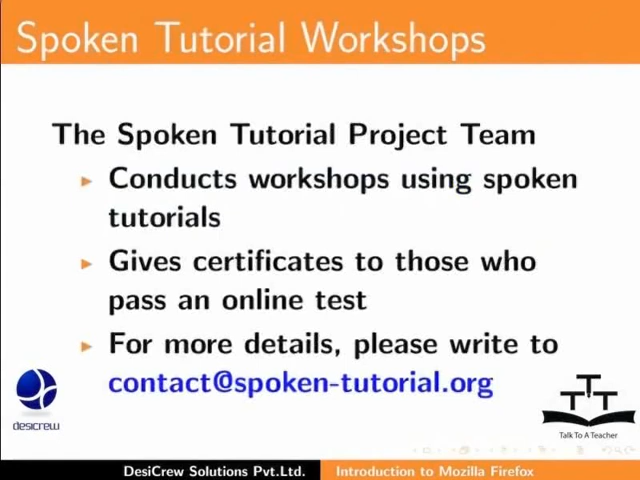 Spoken Tutorial Workshops
The Spoken Tutorial Project Team
Conducts workshops using spoken
tutorials
Gives certificates to those who
pass an online test
For more details, please write to
contact@spoken-tutorial.org
desicrew
TTT
Talk To A Teacher
DesiCrew Solutions Pvt.Ltd. Introduction to Mozilla Firefox